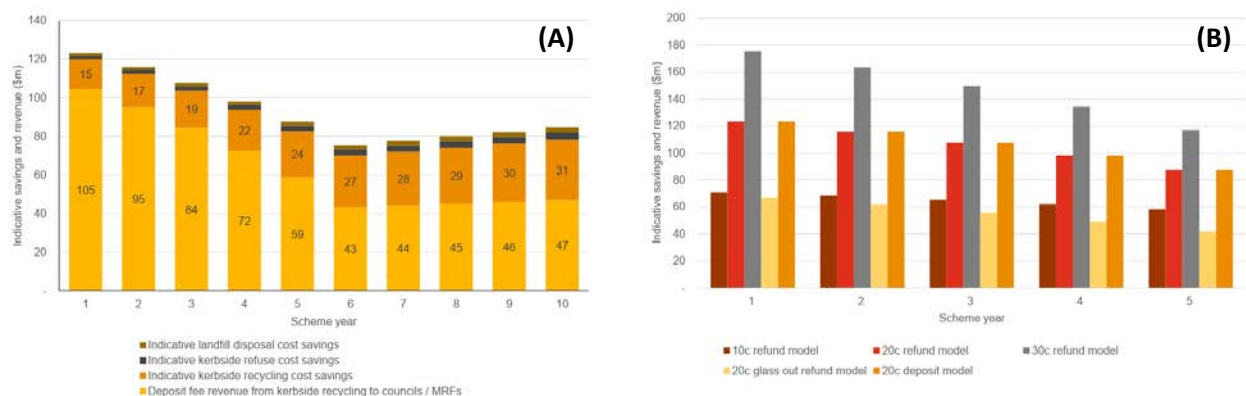 (A)
Indicative savings and revenue ($m)
140
120
100
80
60
40
20
-
15 17 19 22 24 27 28 29 30 31
105 95 84 72 59 43 44 45 46 47
1 2 3 4 5 6 7 8 9 10
Scheme year
Indicative landfill disposal cost savings
Indicative kerbside refuse cost savings
Indicative kerbside recycling cost savings
Deposit fee revenue from kerbside recycling to councils / MRFs
(B)
Indicative savings and revenue ($m)
200
180
160
140
120
100
80
60
40
20
-
1 2 3 4 5
Scheme year
10c refund model 20c refund model 30c refund model
20c glass out refund model 20c deposit model